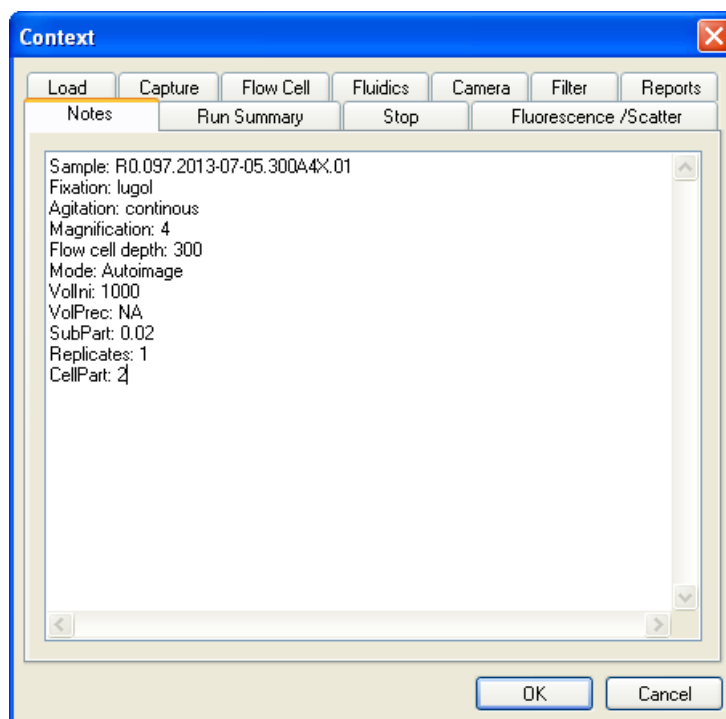 Context
Load
Capture
Flow Cell
Fluidics
Camera
Filter
Reports
Notes
Run Summary
Stop
Fluorescence /Scatter
Sample: R0.097.2013-07-05.300A4X.01
Fixation: lugol
Agitation: continous
Magnification: 4
Flow cell depth: 300
Mode: Autoimage
VolIni: 1000
VolPrec: NA
SubPart: 0.02
Replicates: 1
CellPart: 2
OK
Cancel